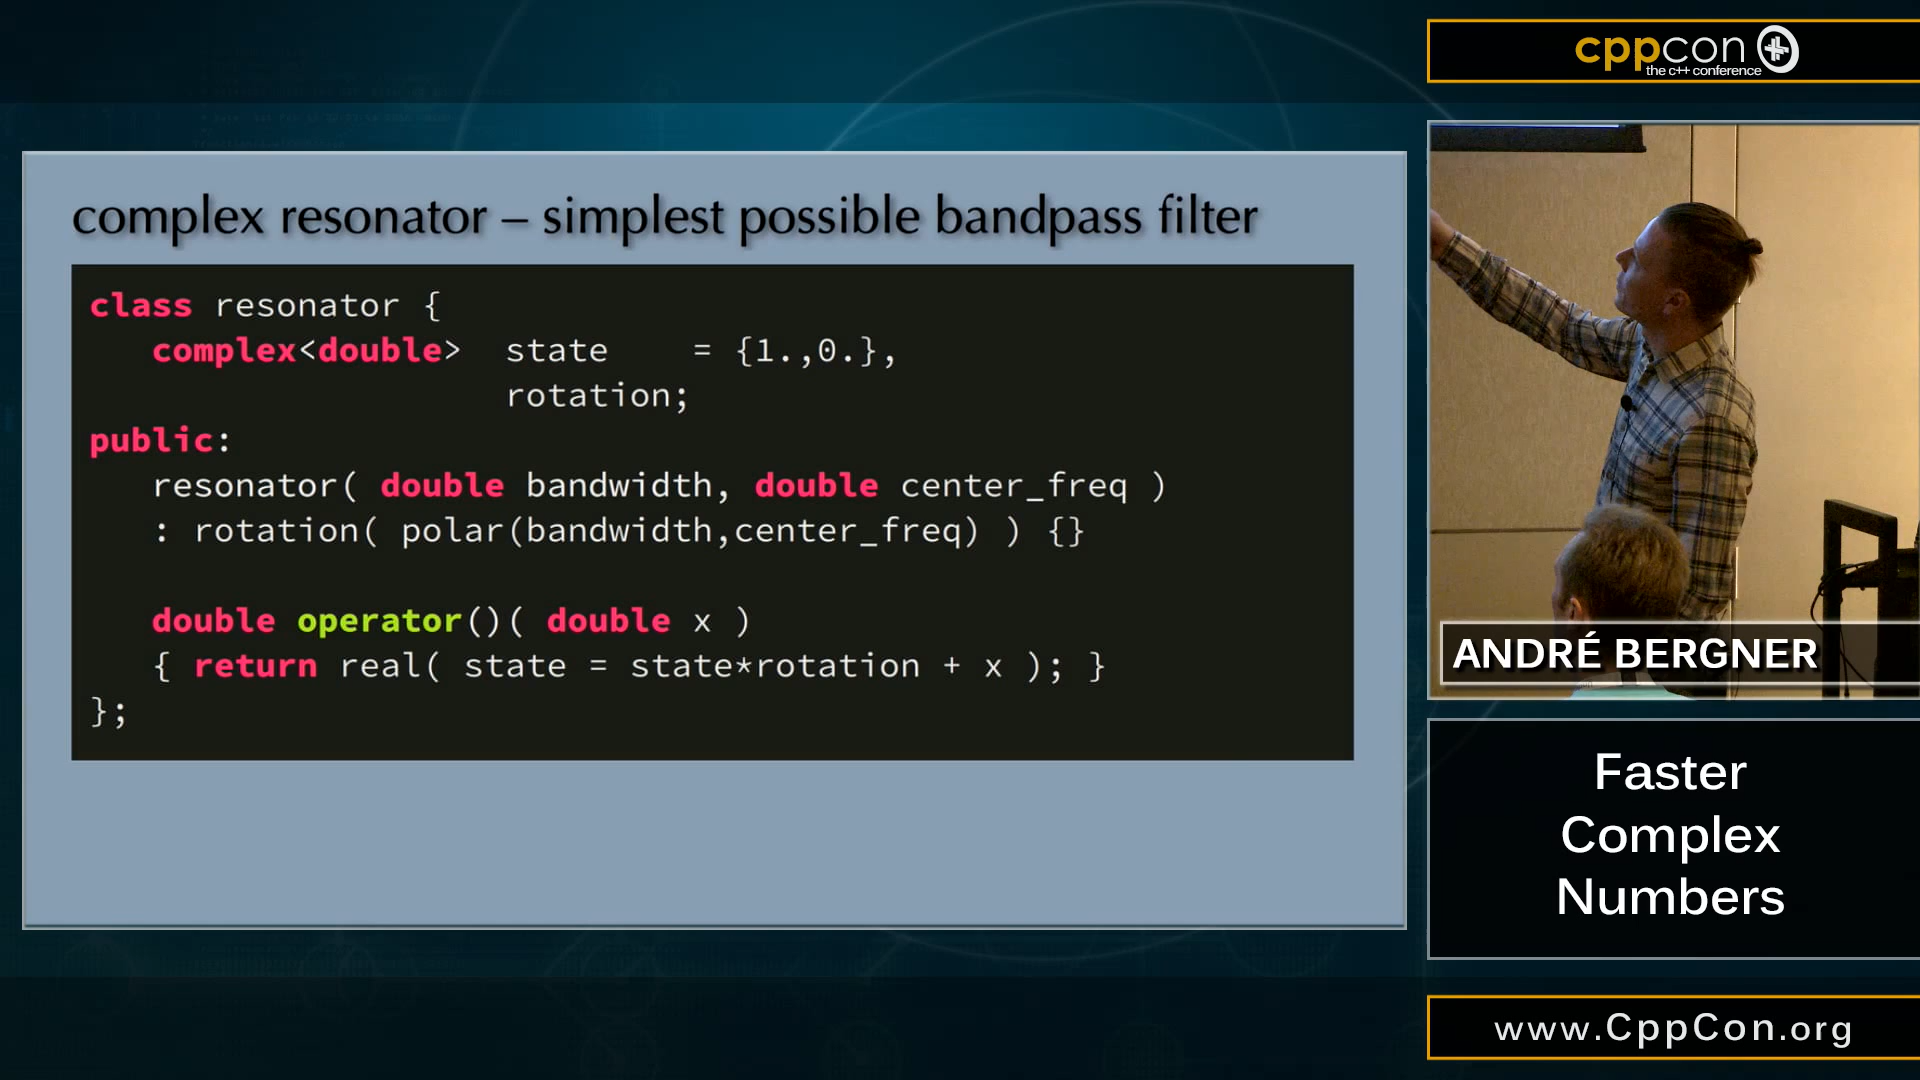 cppcon
the c++ conference
complex resonator – simplest possible bandpass filter
class resonator {
complex<double> state = {1.,0.},
rotation;
public:
resonator( double bandwidth, double center_freq )
: rotation( polar(bandwidth,center_freq) ) {}
double operator()( double x )
{ return real( state = state*rotation + x ); }
};
ANDRÉ BERGNER
Faster
Complex
Numbers
www.CppCon.org